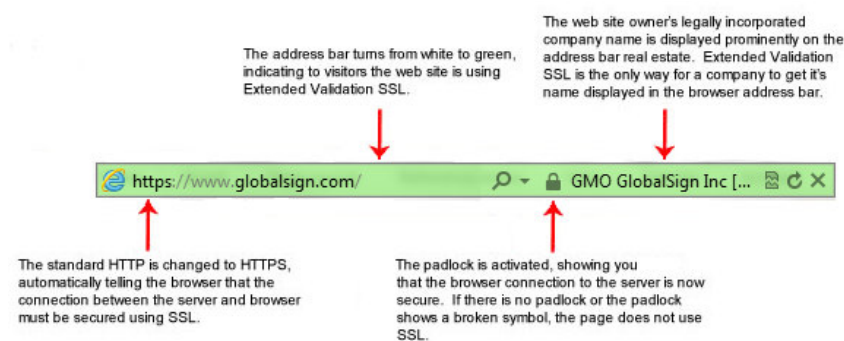 The web site owner's legally incorporated
company name is displayed prominently on the
address bar real estate.  Extended Validation
SSL is the only way for a company to get it's
name displayed in the browser address bar.
The address bar turns from white to green,
indicating to visitors the web site is using
Extended Validation SSL.
https://www.globalsign.com/ GMO GlobalSign Inc [...
The standard HTTP is changed to HTTPS,
automatically telling the browser that the
connection between the server and browser
must be secured using SSL.
The padlock is activated, showing you
that the browser connection to the server is now
secure.  If there is no padlock or the padlock
shows a broken symbol, the page does not use
SSL.